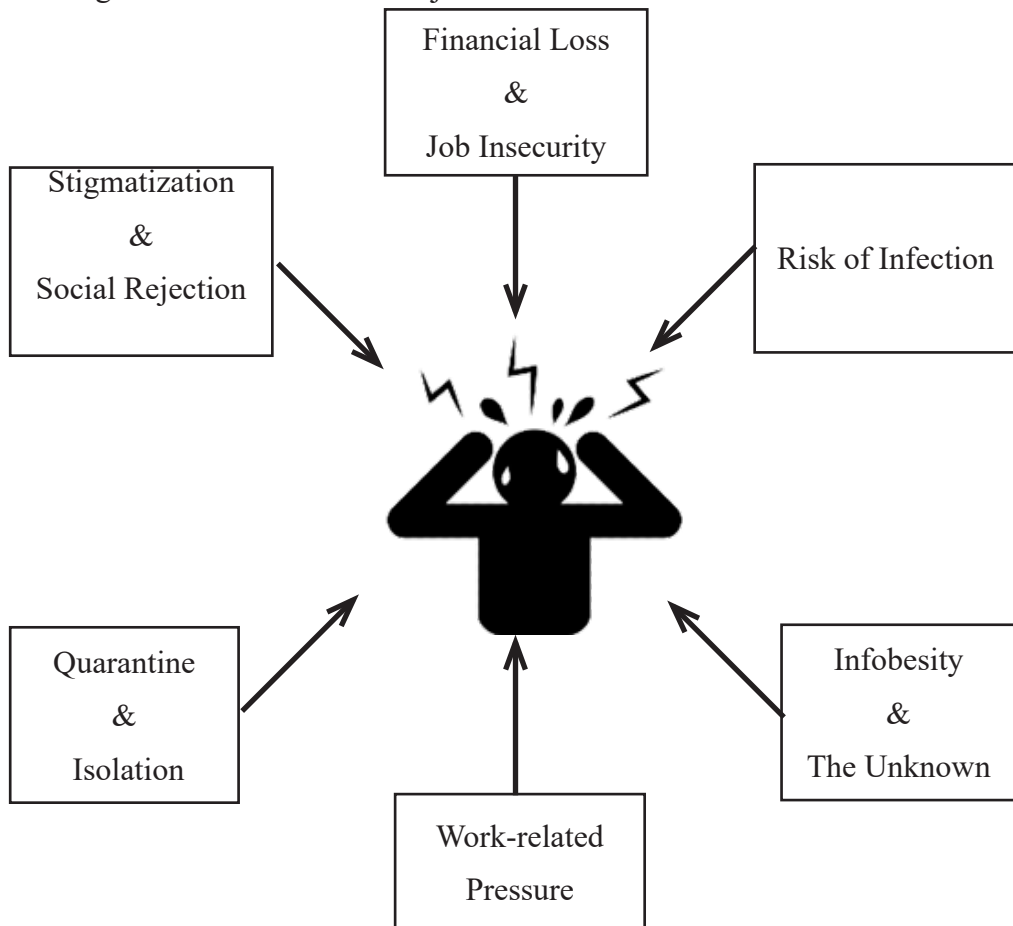 Financial Loss
&
Job Insecurity
Stigmatization
&
Social Rejection
Risk of Infection
Quarantine
&
Isolation
Infobesity
&
The Unknown
Work-related
Pressure